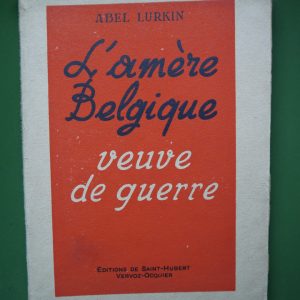 ABEL LURKIN
L'amère
Belgique
veuve
de guerre
EDITIONS DE SAINT-HUBERT
VERVOZ-OCQUIER